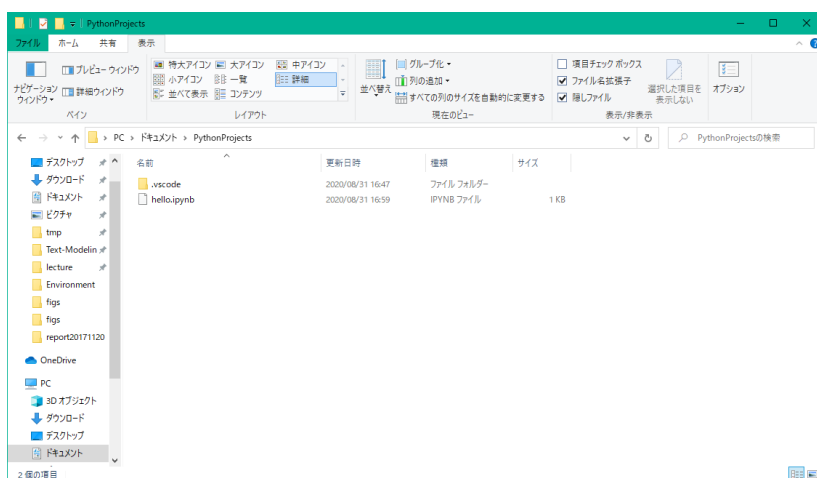 PythonProjects
ファイル ホーム 共有 表示
ナビゲーション ウィンドウ
プレビュー ウィンドウ
詳細ウィンドウ
ペイン
特大アイコン 大アイコン 中アイコン
小アイコン 一覧 詳細
並べて表示 コンテンツ
レイアウト
並べ替え
グループ化
列の追加
すべての列のサイズを自動的に変更する
現在のビュー
項目チェック ボックス
ファイル名拡張子
隠しファイル
選択した項目を
表示しない
表示/非表示
オプション
PC › ドキュメント › PythonProjects
PythonProjectsの検索
名前 更新日時 種類 サイズ
.vscode 2020/08/31 16:47 ファイル フォルダー
hello.ipynb 2020/08/31 16:59 IPYNB ファイル 1 KB
デスクトップ
ダウンロード
ドキュメント
ピクチャ
tmp
Text-Modelin
lecture
Environment
figs
figs
report20171120
OneDrive
PC
3D オブジェクト
ダウンロード
デスクトップ
ドキュメント
2 個の項目